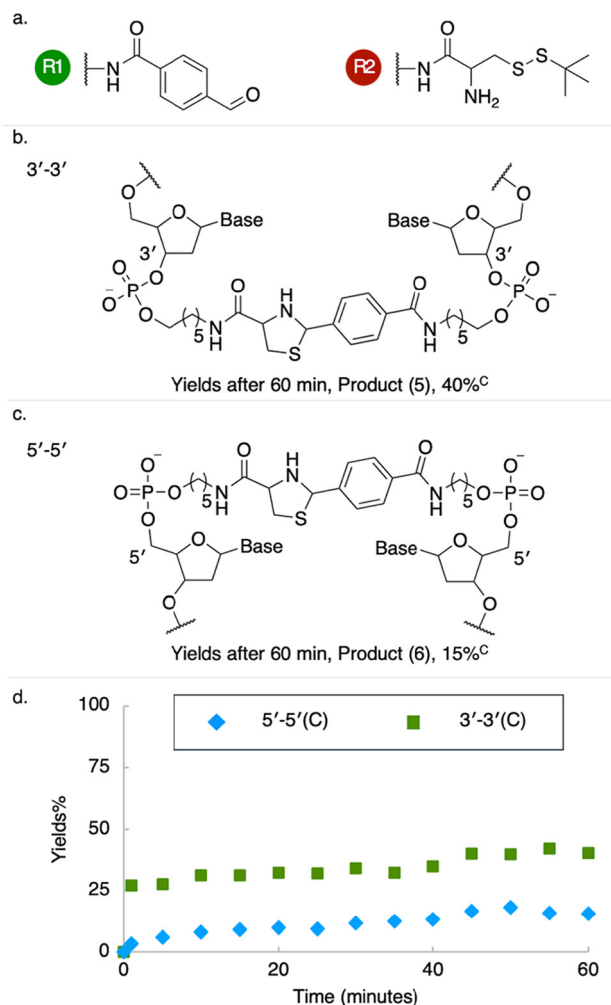 a.
R1
NH
O
O
R2
NH
O
NH₂
S
S
b.
3′-3′
O
O
Base
3′
O
O
P
⁻O
O
5
N
H
O
H
N
S
O
N
H
5
O
P
O
O⁻
O
3′
Base
O
O
Yields after 60 min, Product (5), 40%ᶜ
c.
5′-5′
O⁻
O=P
O
O
5
N
H
O
H
N
S
O
N
H
5
O
O⁻
P=O
O
5′
O
Base
O
Base
O
5′
O
Yields after 60 min, Product (6), 15%ᶜ
d.
5′-5′(C) 3′-3′(C)
100
75
50
25
0
Yields%
0 20 40 60
Time (minutes)